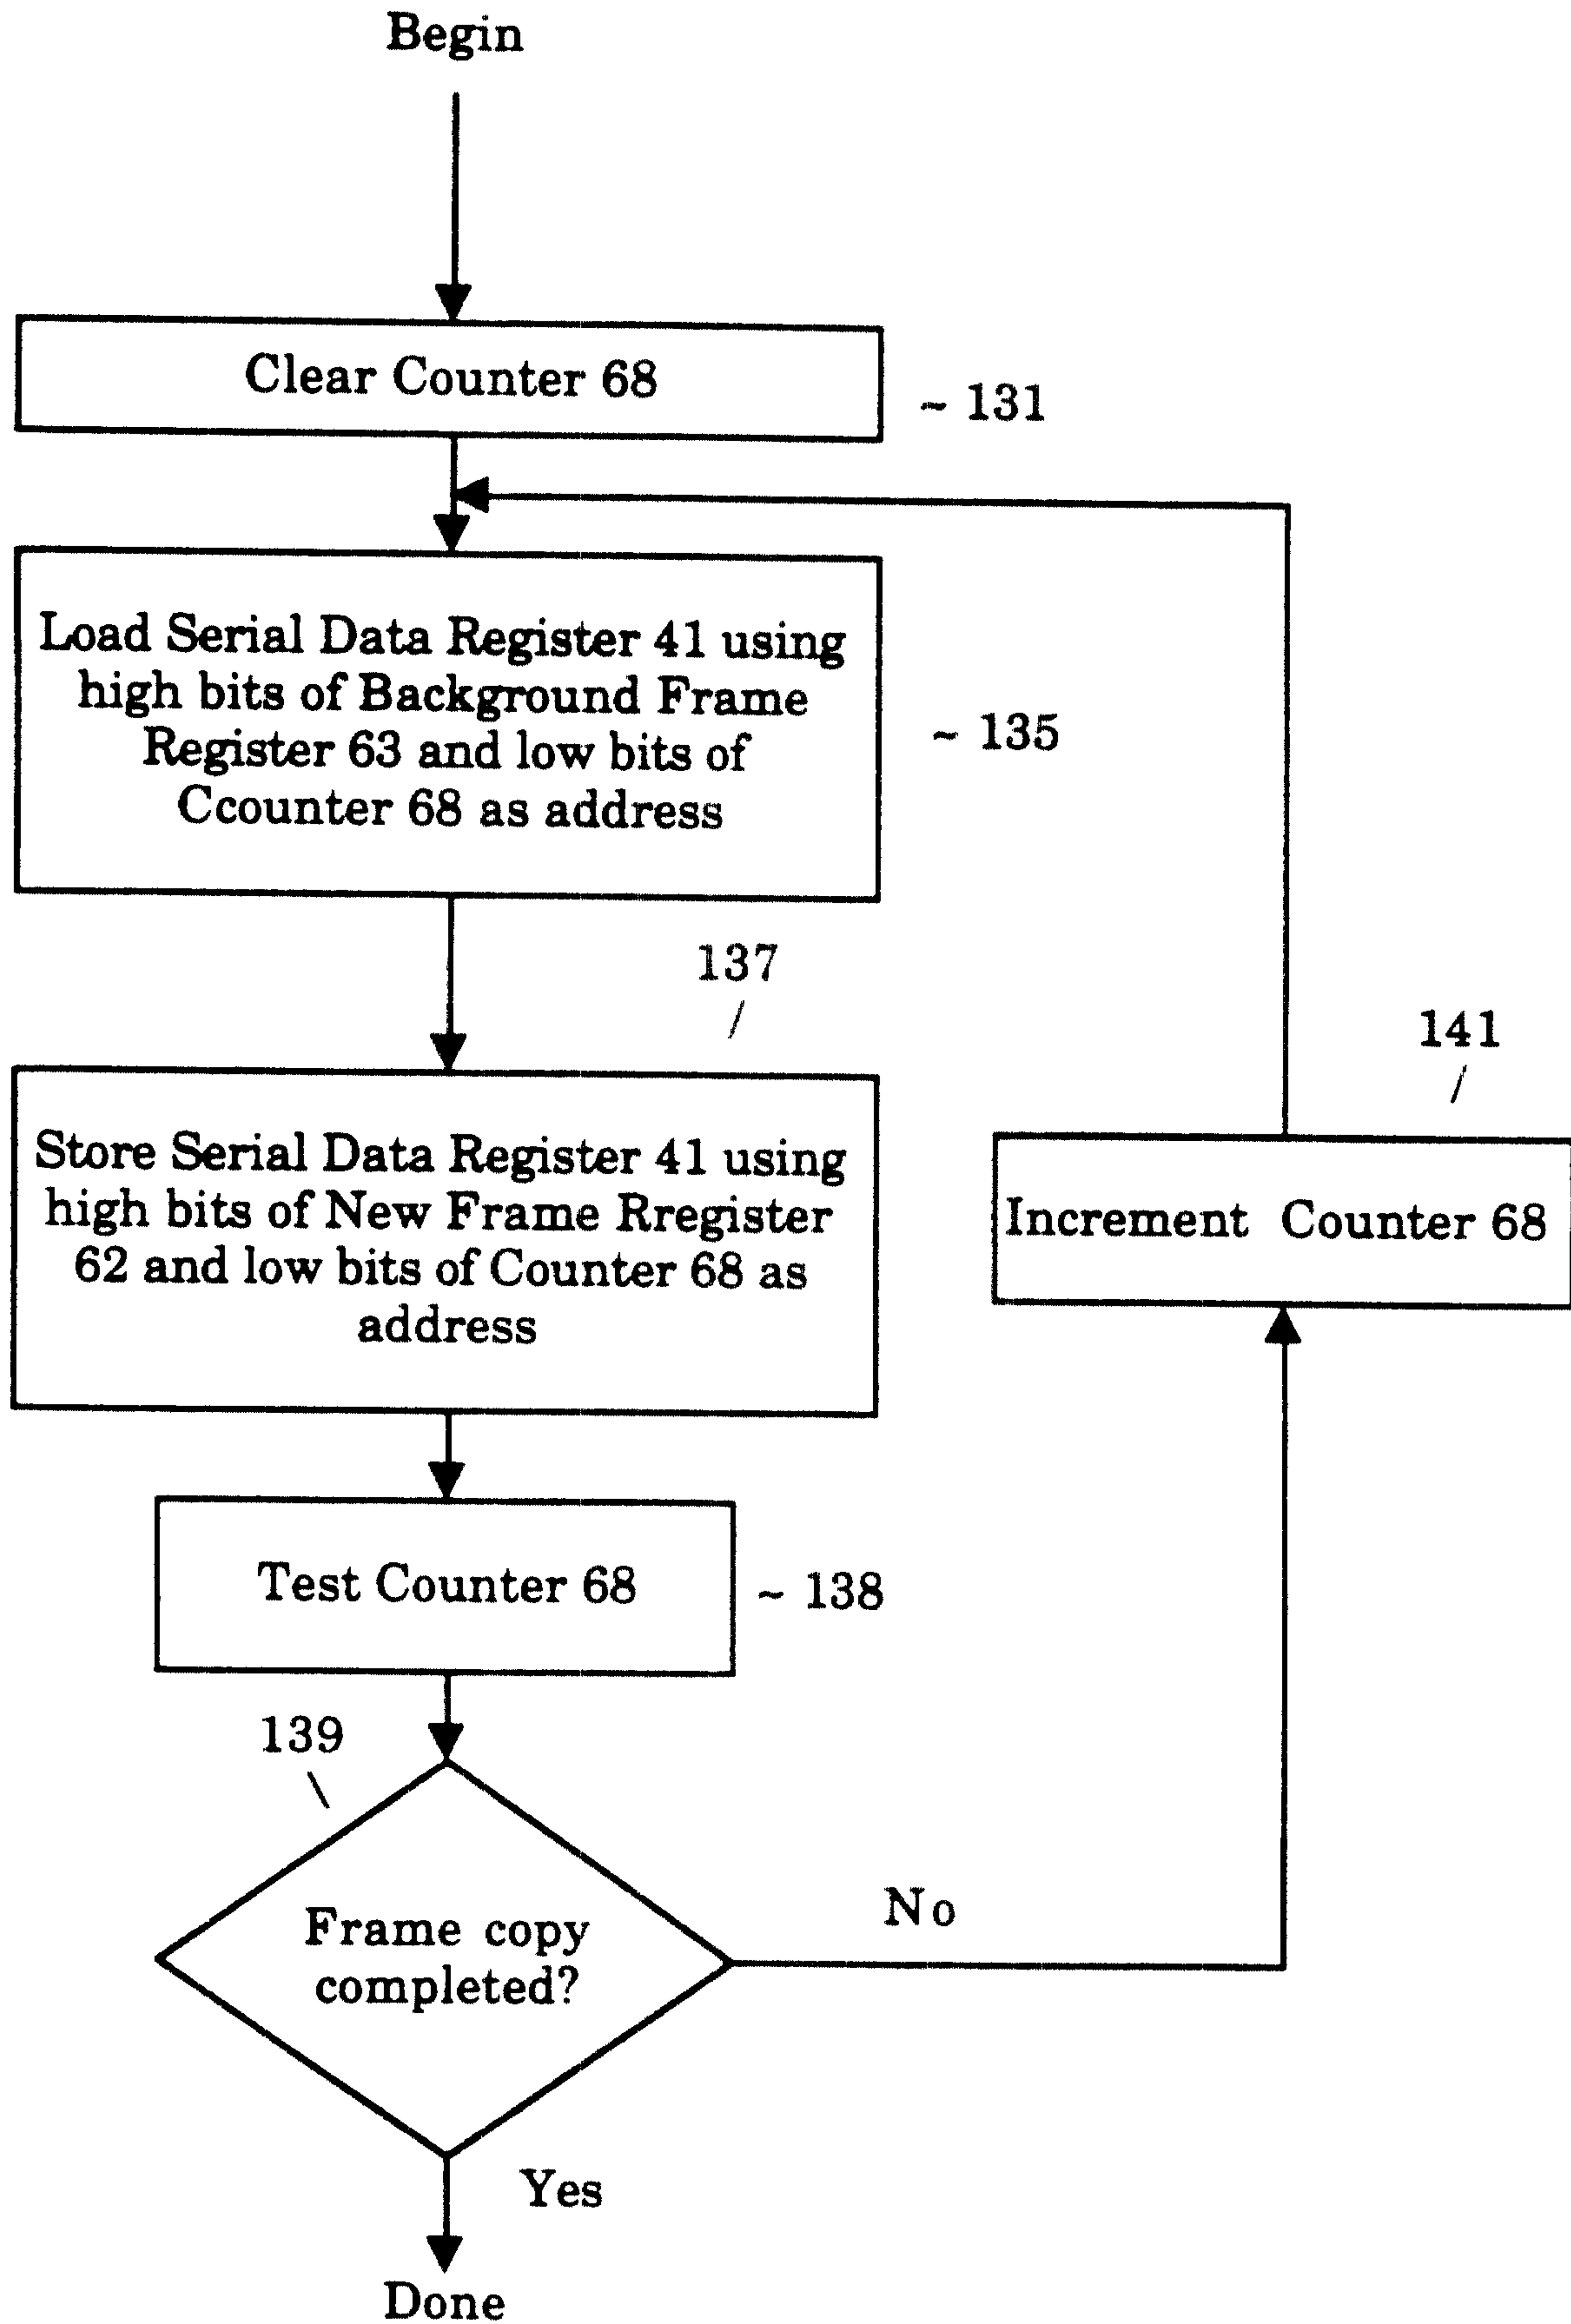 Begin
Clear Counter 68
~ 131
Load Serial Data Register 41 using
high bits of Background Frame
Register 63 and low bits of
Ccounter 68 as address
~ 135
137
/
141
/
Store Serial Data Register 41 using
high bits of New Frame Rregister
62 and low bits of Counter 68 as
address
Increment Counter 68
Test Counter 68
~ 138
139
\
Frame copy
completed?
No
Yes
Done